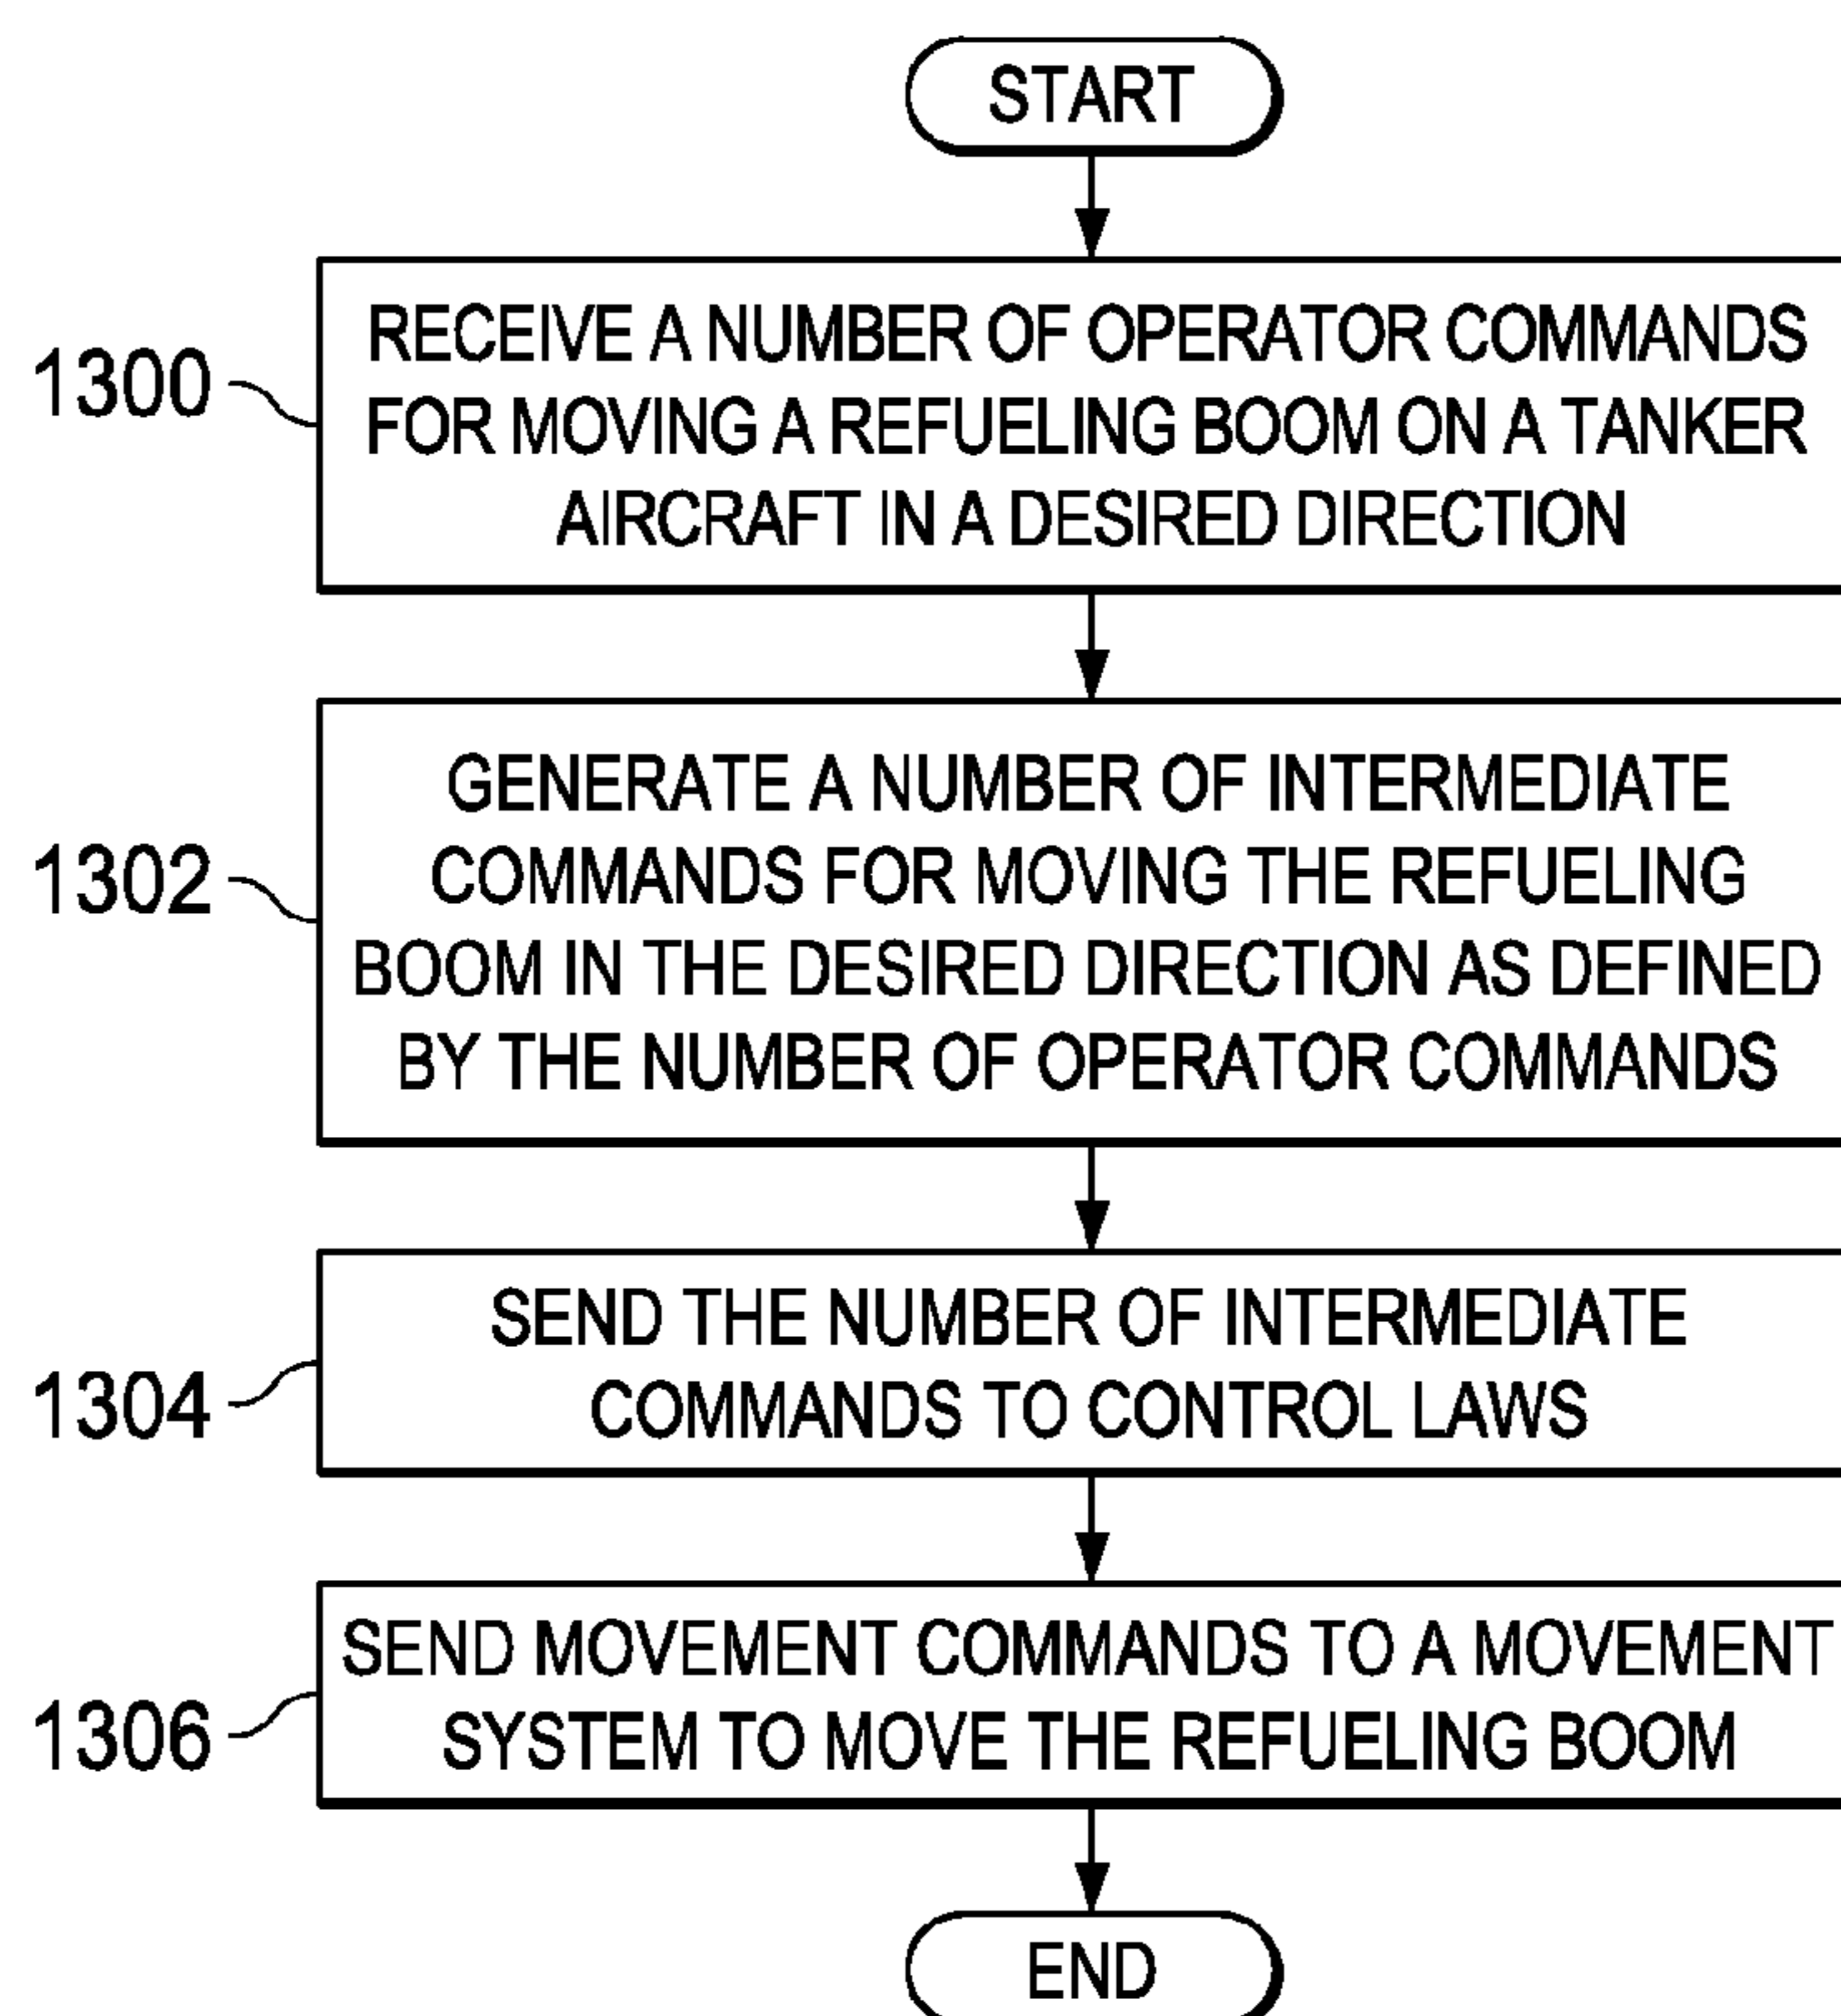 START
1300
RECEIVE A NUMBER OF OPERATOR COMMANDS
FOR MOVING A REFUELING BOOM ON A TANKER
AIRCRAFT IN A DESIRED DIRECTION
1302
GENERATE A NUMBER OF INTERMEDIATE
COMMANDS FOR MOVING THE REFUELING
BOOM IN THE DESIRED DIRECTION AS DEFINED
BY THE NUMBER OF OPERATOR COMMANDS
1304
SEND THE NUMBER OF INTERMEDIATE
COMMANDS TO CONTROL LAWS
1306
SEND MOVEMENT COMMANDS TO A MOVEMENT
SYSTEM TO MOVE THE REFUELING BOOM
END